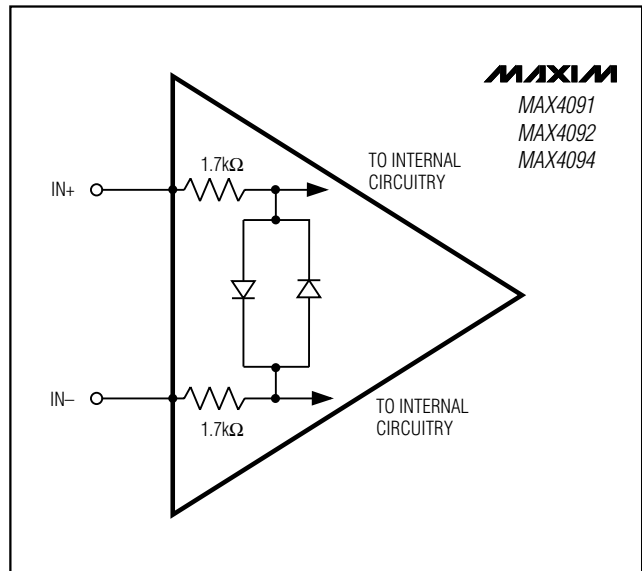 MAXIM
MAX4091
MAX4092
MAX4094
1.7kΩ
TO INTERNAL
CIRCUITRY
IN+
IN–
1.7kΩ
TO INTERNAL
CIRCUITRY